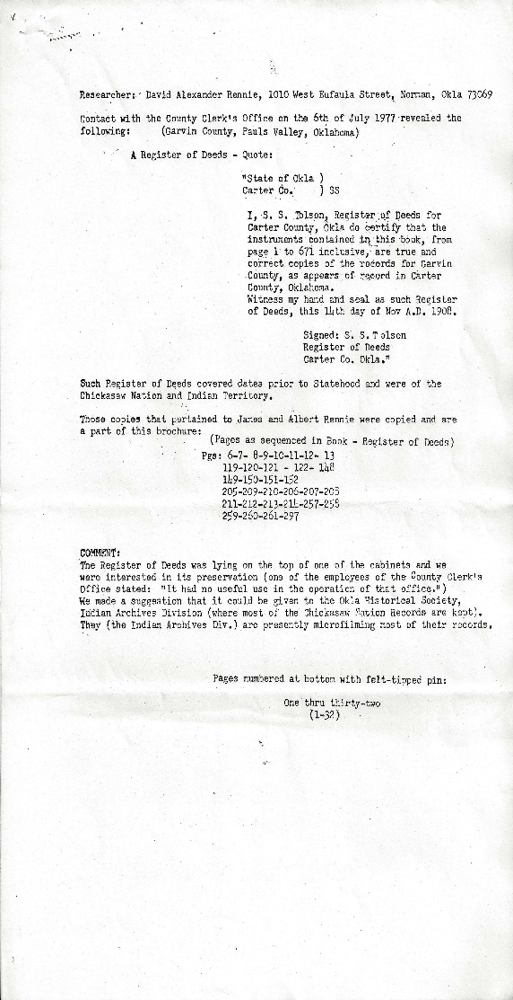 Researcher: David Alexander Rennie, 1010 West Eufaula Street, Norman, Okla 73069
Contact with the County Clerk's Office on the 6th of July 1977 revealed the
following: (Garvin County, Pauls Valley, Oklahoma)
A Register of Deeds - Quote:
"State of Okla )
Carter Co. ) SS
I, S. S. Tolson, Register of Deeds for
Carter County, Okla do certify that the
instruments contained in this book, from
page 1 to 671 inclusive, are true and
correct copies of the records for Garvin
County, as appears of record in Carter
County, Oklahoma.
Witness my hand and seal as such Register
of Deeds, this 14th day of Nov A.D. 1908.
Signed: S. S. Tolson
Register of Deeds
Carter Co. Okla."
Such Register of Deeds covered dates prior to Statehood and were of the
Chickasaw Nation and Indian Territory.
Those copies that pertained to James and Albert Rennie were copied and are
a part of this brochure:
(Pages as sequenced in Book - Register of Deeds)
Pgs: 6-7- 8-9-10-11-12- 13
119-120-121 - 122- 148
149-150-151-152
205-209-210-206-207-208
211-212-213-214-257-258
259-260-261-297
COMMENT:
The Register of Deeds was lying on the top of one of the cabinets and we
were interested in its preservation (one of the employees of the County Clerk's
Office stated: "It had no useful use in the operation of that office.")
We made a suggestion that it could be given to the Okla Historical Society,
Indian Archives Division (where most of the Chickasaw Nation Records are kept).
They (the Indian Archives Div.) are presently microfilming most of their records.
Pages numbered at bottom with felt-tipped pin:
One thru thirty-two
(1-32)